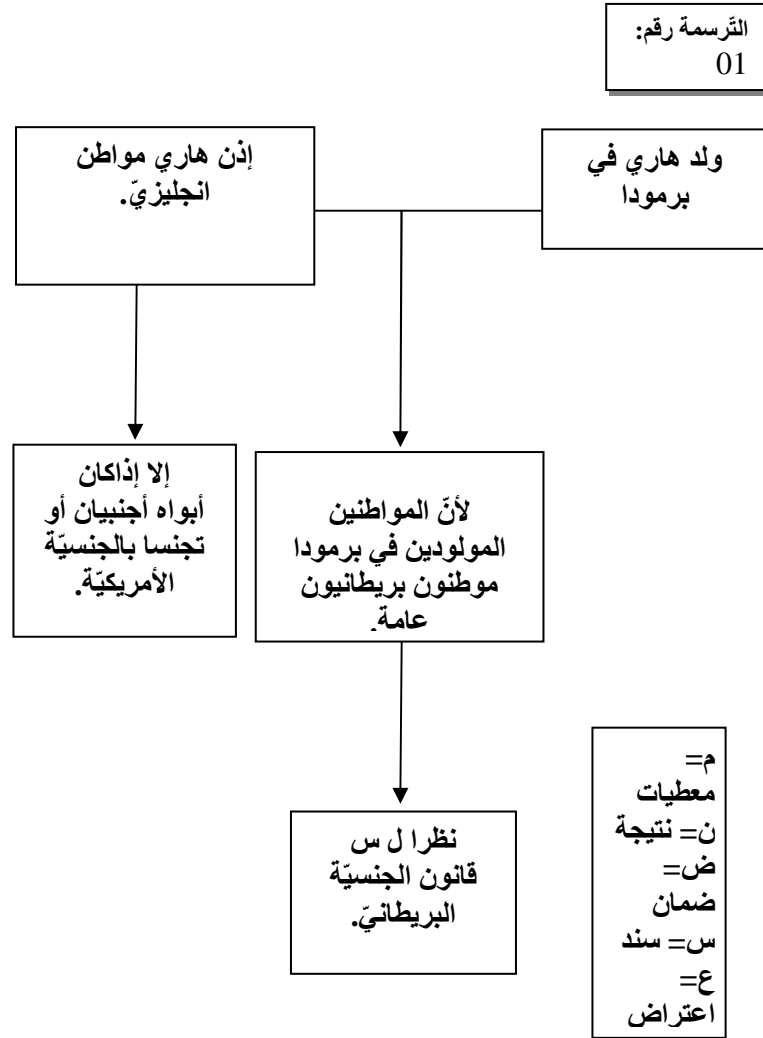 التّرسمة رقم:
01
ولد هاري في
برمودا
إذن هاري مواطن
انجليزيّ.
إلا إذاكان
أبواه أجنبيان أو
تجنسا بالجنسيّة
الأمريكيّة.
لأنّ المواطنين
المولودين في برمودا
موطنون بريطانيون
عامة.
نظرا ل س
قانون الجنسيّة
البريطانيّ.
م=
معطيات
ن= نتيجة
ض=
ضمان
س= سند
ع=
اعتراض